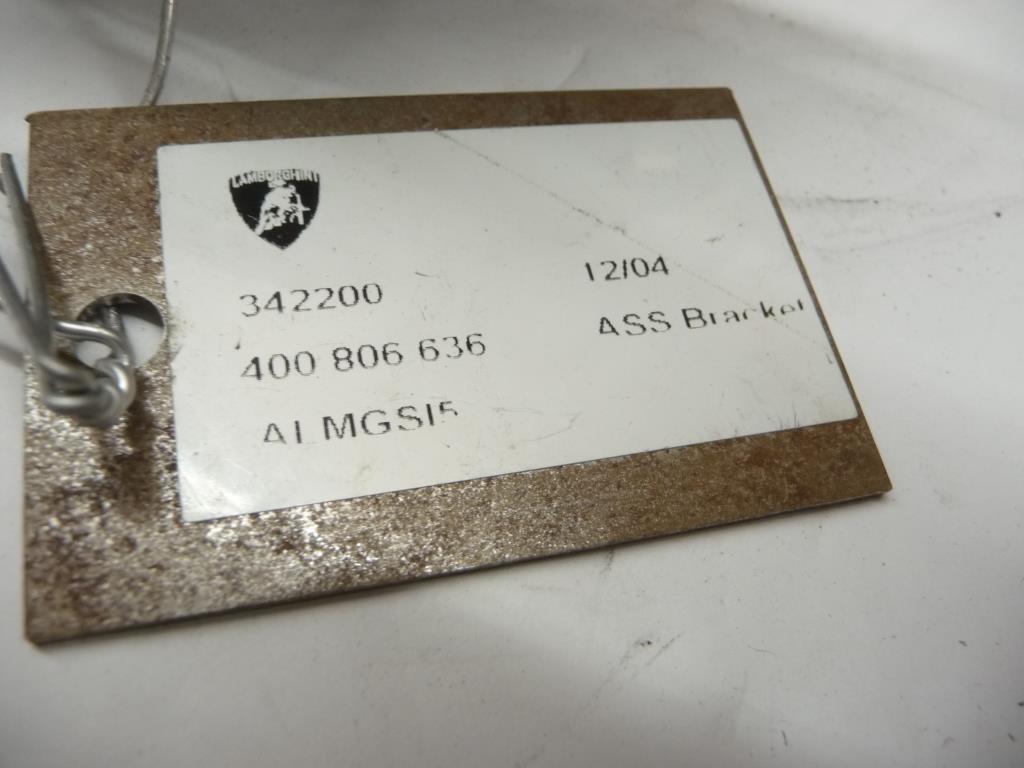 LAMBORGHINI
342200 12/04
400 806 636 ASS Bracket
ALMGSI5